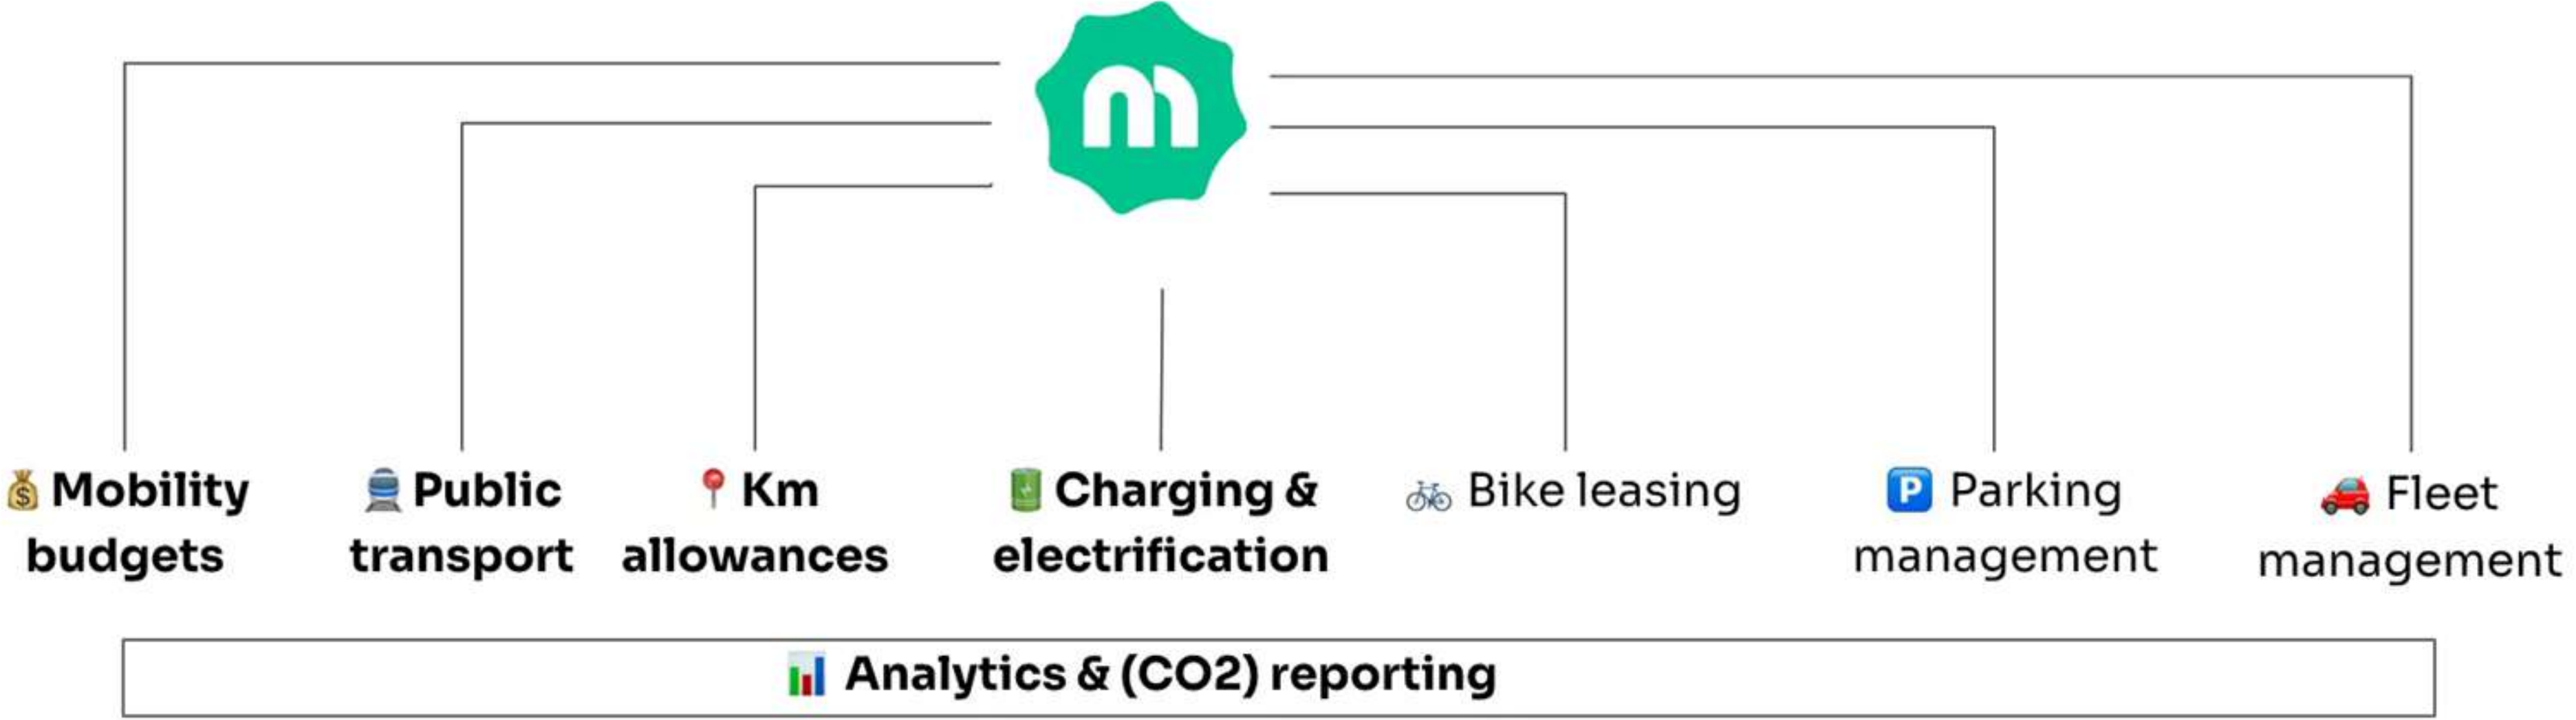 m
Mobility
budgets
Public
transport
Km
allowances
Charging &
electrification
Bike leasing
P Parking
management
Fleet
management
Analytics & (CO2) reporting